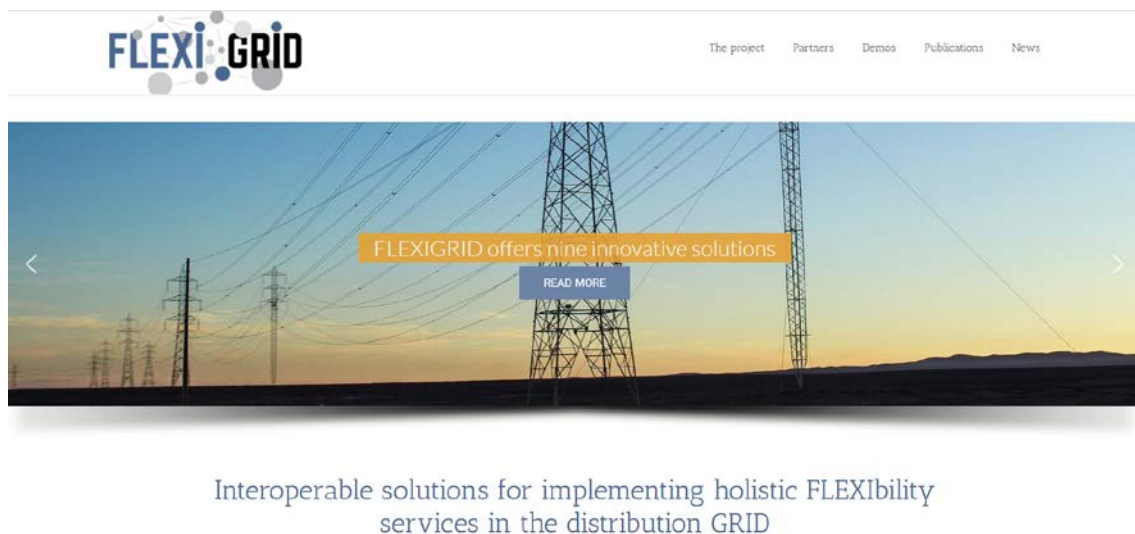 FLEXI GRID
The project Partners Demos Publications News
FLEXIGRID offers nine innovative solutions
READ MORE
Interoperable solutions for implementing holistic FLEXIbility
services in the distribution GRID